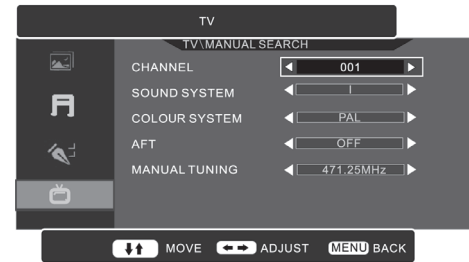 TV
TV\MANUAL SEARCH
CHANNEL 001
SOUND SYSTEM I
COLOUR SYSTEM PAL
AFT OFF
MANUAL TUNING 471.25MHz
MOVE ADJUST MENU BACK